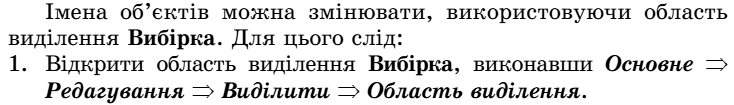 Імена об’єктів можна змінювати, використовуючи область
виділення Вибірка. Для цього слід:
1. Відкрити область виділення Вибірка, виконавши Основне ⇒
Редагування ⇒ Виділити ⇒ Область виділення.